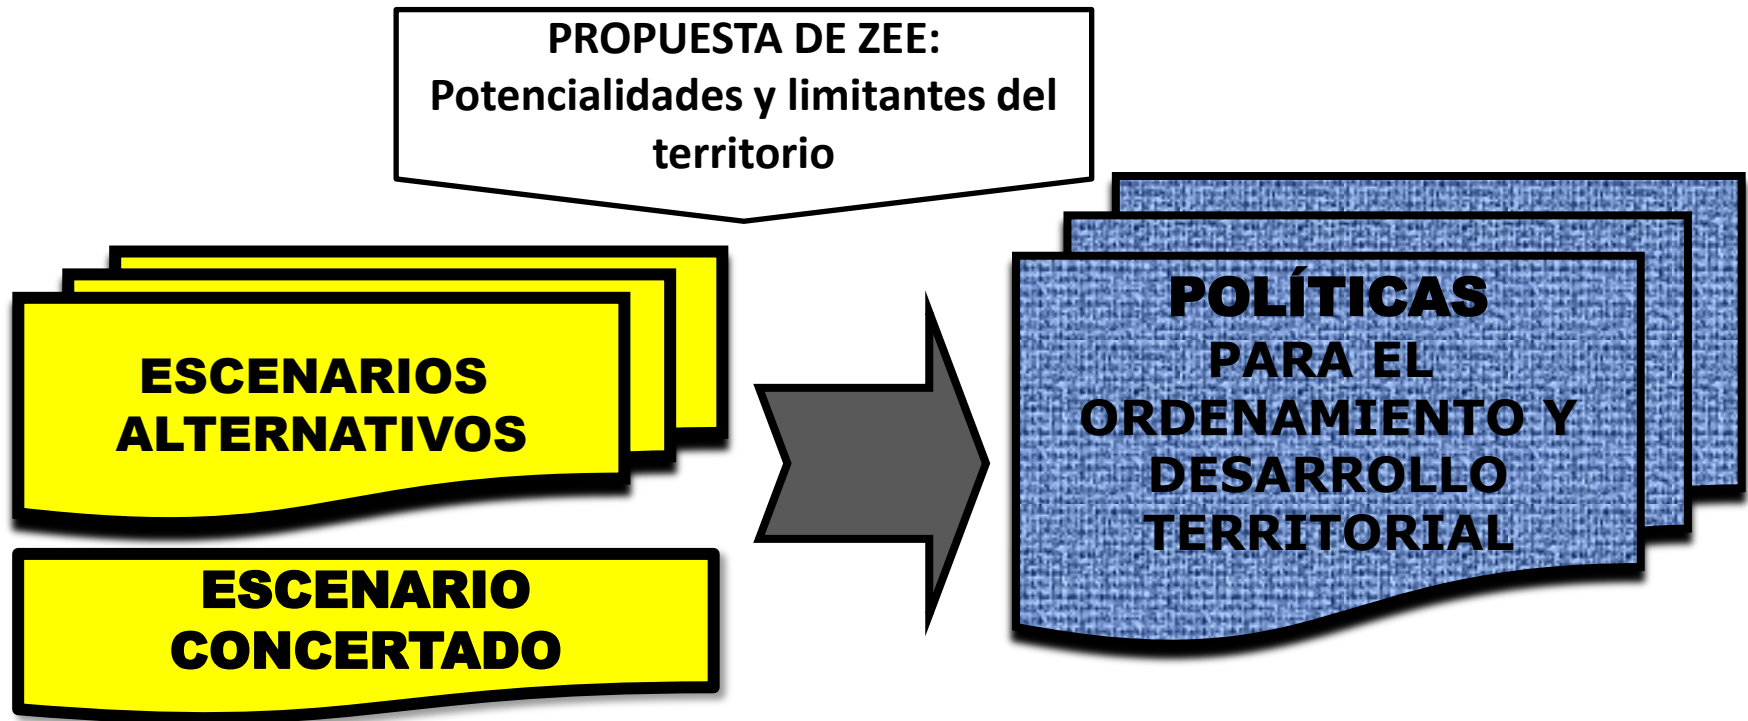 PROPUESTA DE ZEE:
Potencialidades y limitantes del
territorio
ESCENARIOS
ALTERNATIVOS
ESCENARIO
CONCERTADO
POLÍTICAS
PARA EL
ORDENAMIENTO Y
DESARROLLO
TERRITORIAL